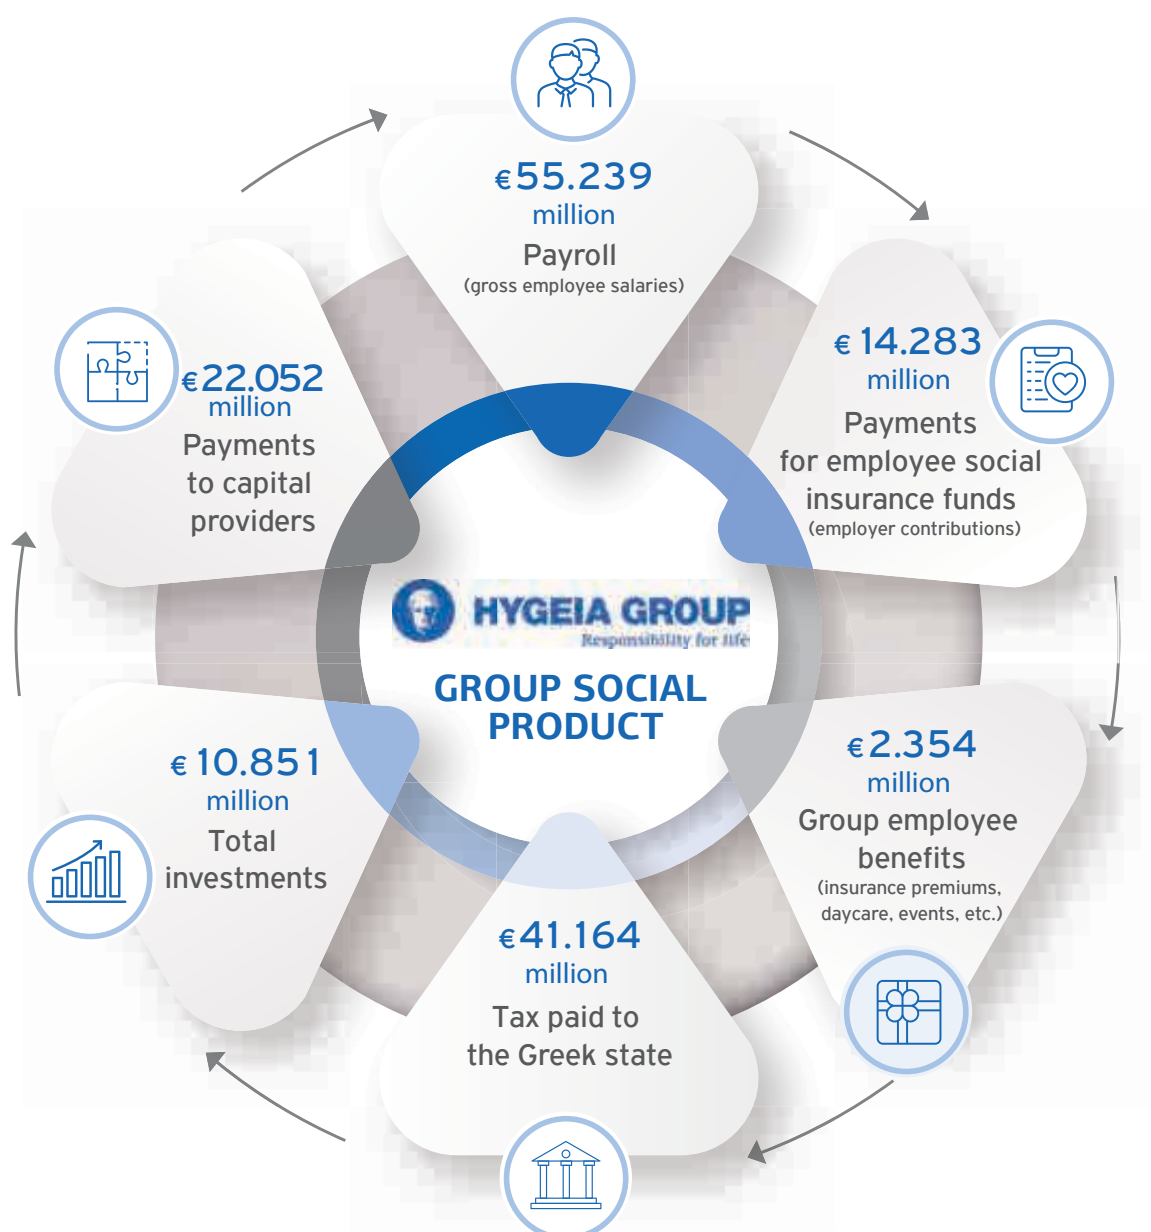 €55.239
million
Payroll
(gross employee salaries)
€ 14.283
million
Payments
for employee social
insurance funds
(employer contributions)
€2.354
million
Group employee
benefits
(insurance premiums,
daycare, events, etc.)
€41.164
million
Tax paid to
the Greek state
€ 10.851
million
Total
investments
€22.052
million
Payments
to capital
providers
HYGEIA GROUP
Responsibility for life
GROUP SOCIAL
PRODUCT